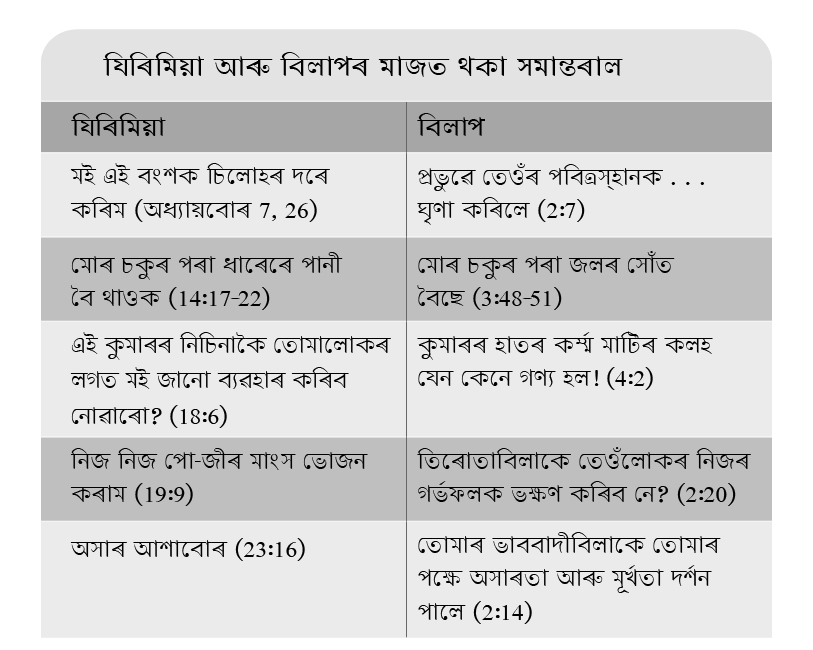 যিৰিমিয়া আৰু বিলাপৰ মাজত থকা সমান্তৰাল
যিৰিমিয়া
বিলাপ
মই এই বংশক চিলোহৰ দৰে
কৰিম (অধ্যায়বোৰ 7, 26)
প্ৰভুৱে তেওঁৰ পবিত্ৰস্হানক . . .
ঘৃণা কৰিলে (2:7)
মোৰ চকুৰ পৰা ধাৰেৰে পানী
বৈ থাওক (14:17-22)
মোৰ চকুৰ পৰা জলৰ সোঁত
বৈছে (3:48-51)
এই কুমাৰৰ নিচিনাকৈ তোমালোকৰ
লগত মই জানো ব্যৱহাৰ কৰিব
নোৱাৰো? (18:6)
কুমাৰৰ হাতৰ কৰ্ম্ম মাটিৰ কলহ
যেন কেনে গণ্য হল! (4:2)
নিজ নিজ পো-জীৰ মাংস ভোজন
কৰাম (19:9)
তিৰোতাবিলাকে তেওঁলোকৰ নিজৰ
গৰ্ভফলক ভক্ষণ কৰিব নে? (2:20)
অসাৰ আশাবোৰ (23:16)
তোমাৰ ভাববাদীবিলাকে তোমাৰ
পক্ষে অসাৰতা আৰু মূৰ্খতা দৰ্শন
পালে (2:14)